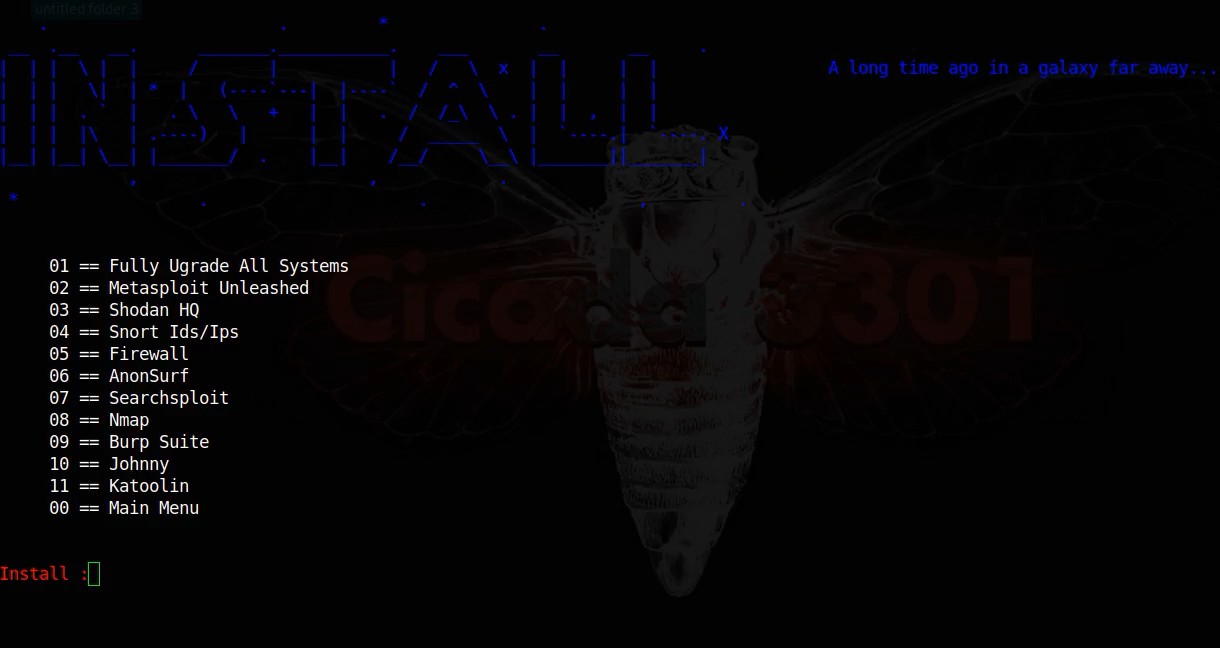 untitled folder 3
INSTALL
A long time ago in a galaxy far away...
Cicada 3301
01 == Fully Ugrade All Systems
02 == Metasploit Unleashed
03 == Shodan HQ
04 == Snort Ids/Ips
05 == Firewall
06 == AnonSurf
07 == Searchsploit
08 == Nmap
09 == Burp Suite
10 == Johnny
11 == Katoolin
00 == Main Menu
Install :